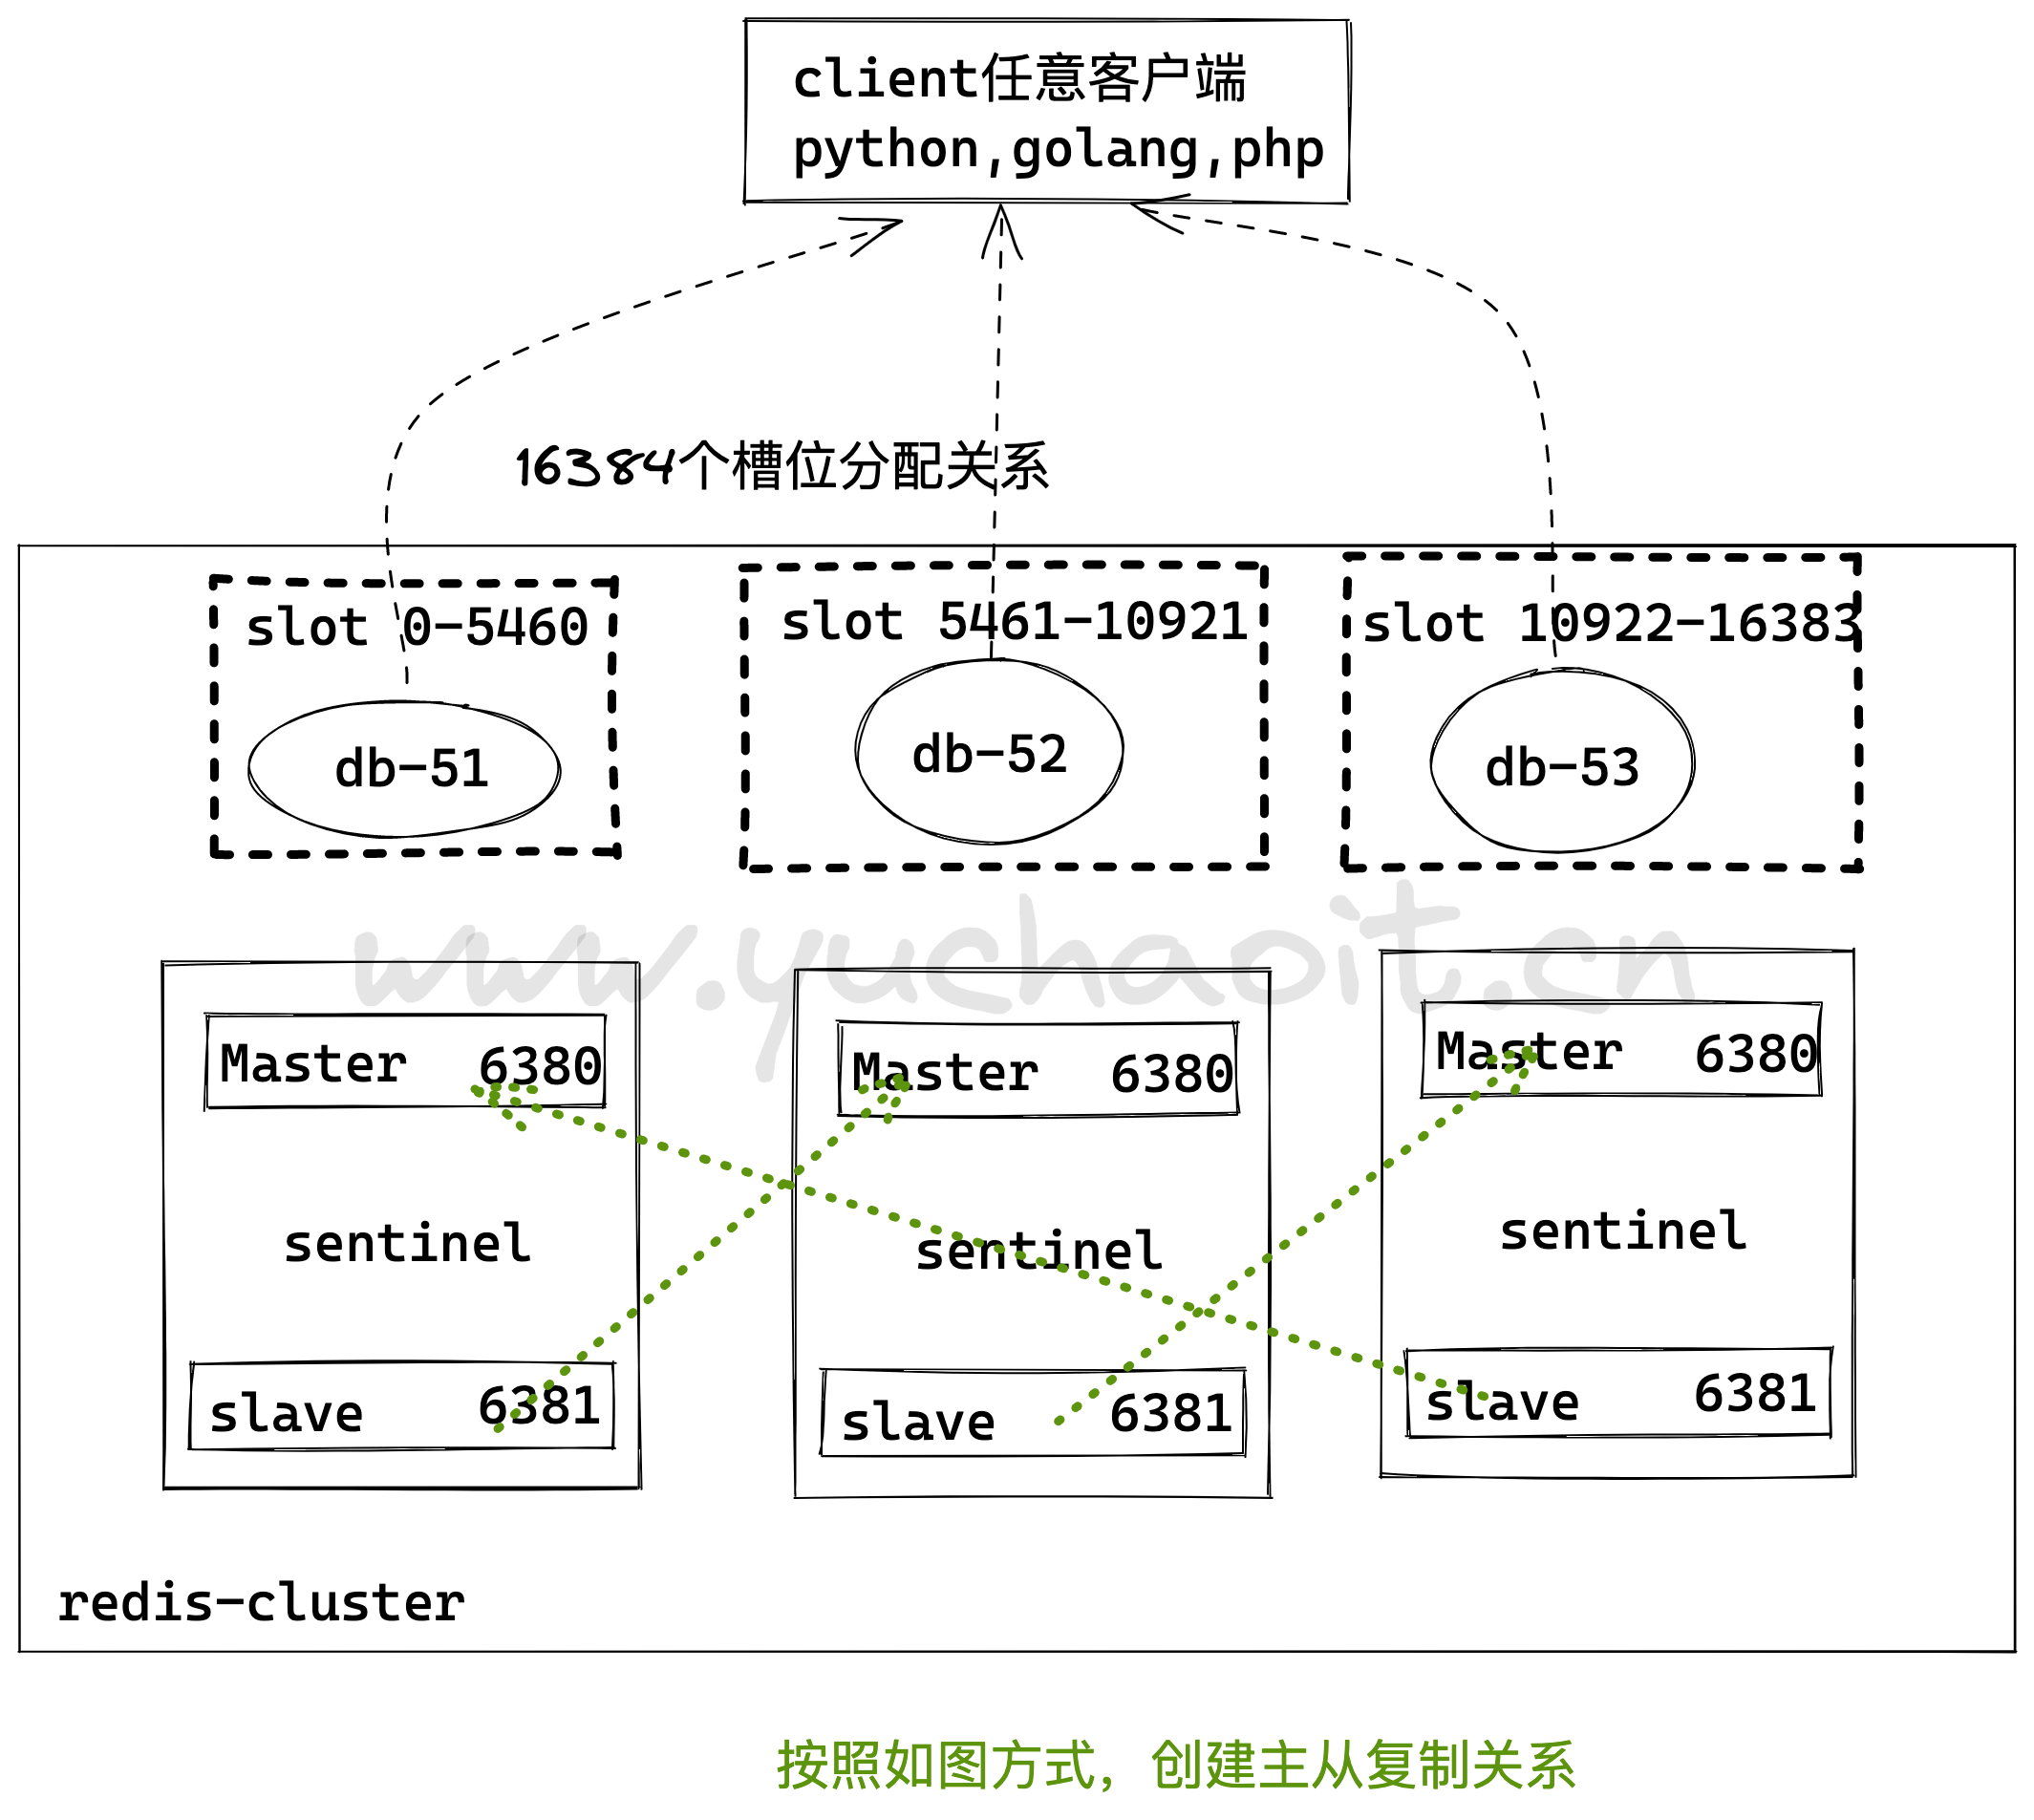 client任意客户端
python,golang,php
16384个槽位分配关系
slot 0-5460
slot 5461-10921
slot 10922-16383
db-51
db-52
db-53
www.yuchaoit.cn
Master 6380
Master 6380
Master 6380
sentinel
sentinel
sentinel
slave 6381
slave 6381
slave 6381
redis-cluster
按照如图方式，创建主从复制关系